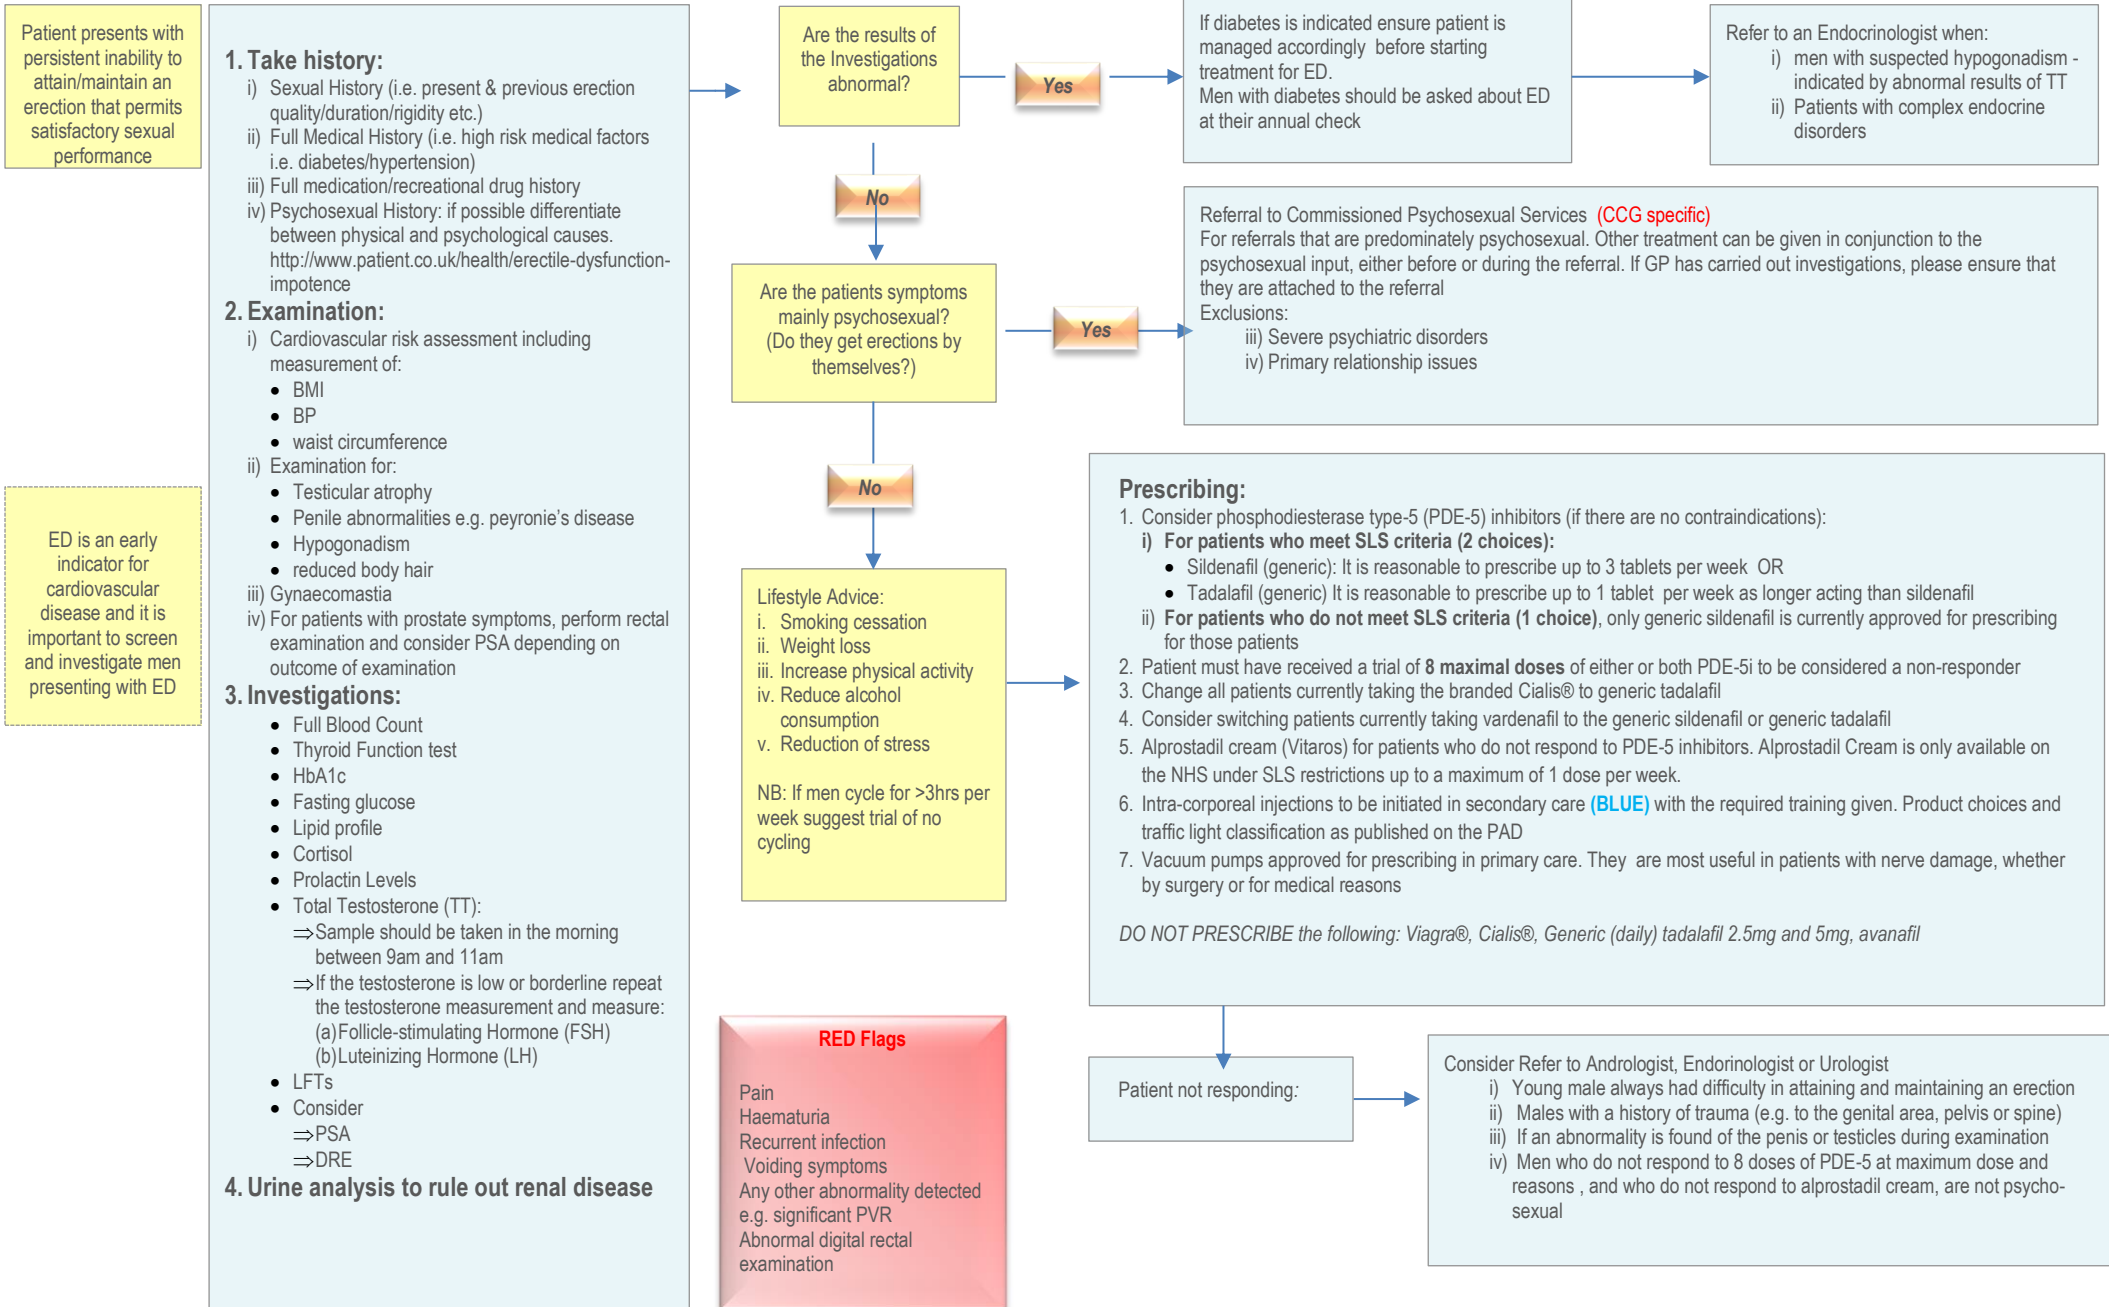 Patient presents with
persistent inability to
attain/maintain an
erection that permits
satisfactory sexual
performance
ED is an early
indicator for
cardiovascular
disease and it is
important to screen
and investigate men
presenting with ED
1. Take history:
i) Sexual History (i.e. present & previous erection
quality/duration/rigidity etc.)
ii) Full Medical History (i.e. high risk medical factors
i.e. diabetes/hypertension)
iii) Full medication/recreational drug history
iv) Psychosexual History: if possible differentiate
between physical and psychological causes.
http://www.patient.co.uk/health/erectile-dysfunction-
impotence
2. Examination:
i) Cardiovascular risk assessment including
measurement of:
• BMI
• BP
• waist circumference
ii) Examination for:
• Testicular atrophy
• Penile abnormalities e.g. peyronie's disease
• Hypogonadism
• reduced body hair
iii) Gynaecomastia
iv) For patients with prostate symptoms, perform rectal
examination and consider PSA depending on
outcome of examination
3. Investigations:
• Full Blood Count
• Thyroid Function test
• HbA1c
• Fasting glucose
• Lipid profile
• Cortisol
• Prolactin Levels
• Total Testosterone (TT):
⇒Sample should be taken in the morning
between 9am and 11am
⇒If the testosterone is low or borderline repeat
the testosterone measurement and measure:
(a)Follicle-stimulating Hormone (FSH)
(b)Luteinizing Hormone (LH)
• LFTs
• Consider
⇒PSA
⇒DRE
4. Urine analysis to rule out renal disease
Are the results of
the Investigations
abnormal?
Yes
If diabetes is indicated ensure patient is
managed accordingly before starting
treatment for ED.
Men with diabetes should be asked about ED
at their annual check
Refer to an Endocrinologist when:
i) men with suspected hypogonadism -
indicated by abnormal results of TT
ii) Patients with complex endocrine
disorders
No
Are the patients symptoms
mainly psychosexual?
(Do they get erections by
themselves?)
Yes
Referral to Commissioned Psychosexual Services (CCG specific)
For referrals that are predominately psychosexual. Other treatment can be given in conjunction to the
psychosexual input, either before or during the referral. If GP has carried out investigations, please ensure that
they are attached to the referral
Exclusions:
iii) Severe psychiatric disorders
iv) Primary relationship issues
No
Lifestyle Advice:
i. Smoking cessation
ii. Weight loss
iii. Increase physical activity
iv. Reduce alcohol
consumption
v. Reduction of stress
NB: If men cycle for >3hrs per
week suggest trial of no
cycling
Prescribing:
1. Consider phosphodiesterase type-5 (PDE-5) inhibitors (if there are no contraindications):
i) For patients who meet SLS criteria (2 choices):
• Sildenafil (generic): It is reasonable to prescribe up to 3 tablets per week OR
• Tadalafil (generic) It is reasonable to prescribe up to 1 tablet per week as longer acting than sildenafil
ii) For patients who do not meet SLS criteria (1 choice), only generic sildenafil is currently approved for prescribing
for those patients
2. Patient must have received a trial of 8 maximal doses of either or both PDE-5i to be considered a non-responder
3. Change all patients currently taking the branded Cialis® to generic tadalafil
4. Consider switching patients currently taking vardenafil to the generic sildenafil or generic tadalafil
5. Alprostadil cream (Vitaros) for patients who do not respond to PDE-5 inhibitors. Alprostadil Cream is only available on
the NHS under SLS restrictions up to a maximum of 1 dose per week.
6. Intra-corporeal injections to be initiated in secondary care (BLUE) with the required training given. Product choices and
traffic light classification as published on the PAD
7. Vacuum pumps approved for prescribing in primary care. They are most useful in patients with nerve damage, whether
by surgery or for medical reasons
DO NOT PRESCRIBE the following: Viagra®, Cialis®, Generic (daily) tadalafil 2.5mg and 5mg, avanafil
RED Flags
Pain
Haematuria
Recurrent infection
Voiding symptoms
Any other abnormality detected
e.g. significant PVR
Abnormal digital rectal
examination
Patient not responding:
Consider Refer to Andrologist, Endorinologist or Urologist
i) Young male always had difficulty in attaining and maintaining an erection
ii) Males with a history of trauma (e.g. to the genital area, pelvis or spine)
iii) If an abnormality is found of the penis or testicles during examination
iv) Men who do not respond to 8 doses of PDE-5 at maximum dose and
reasons , and who do not respond to alprostadil cream, are not psycho-
sexual